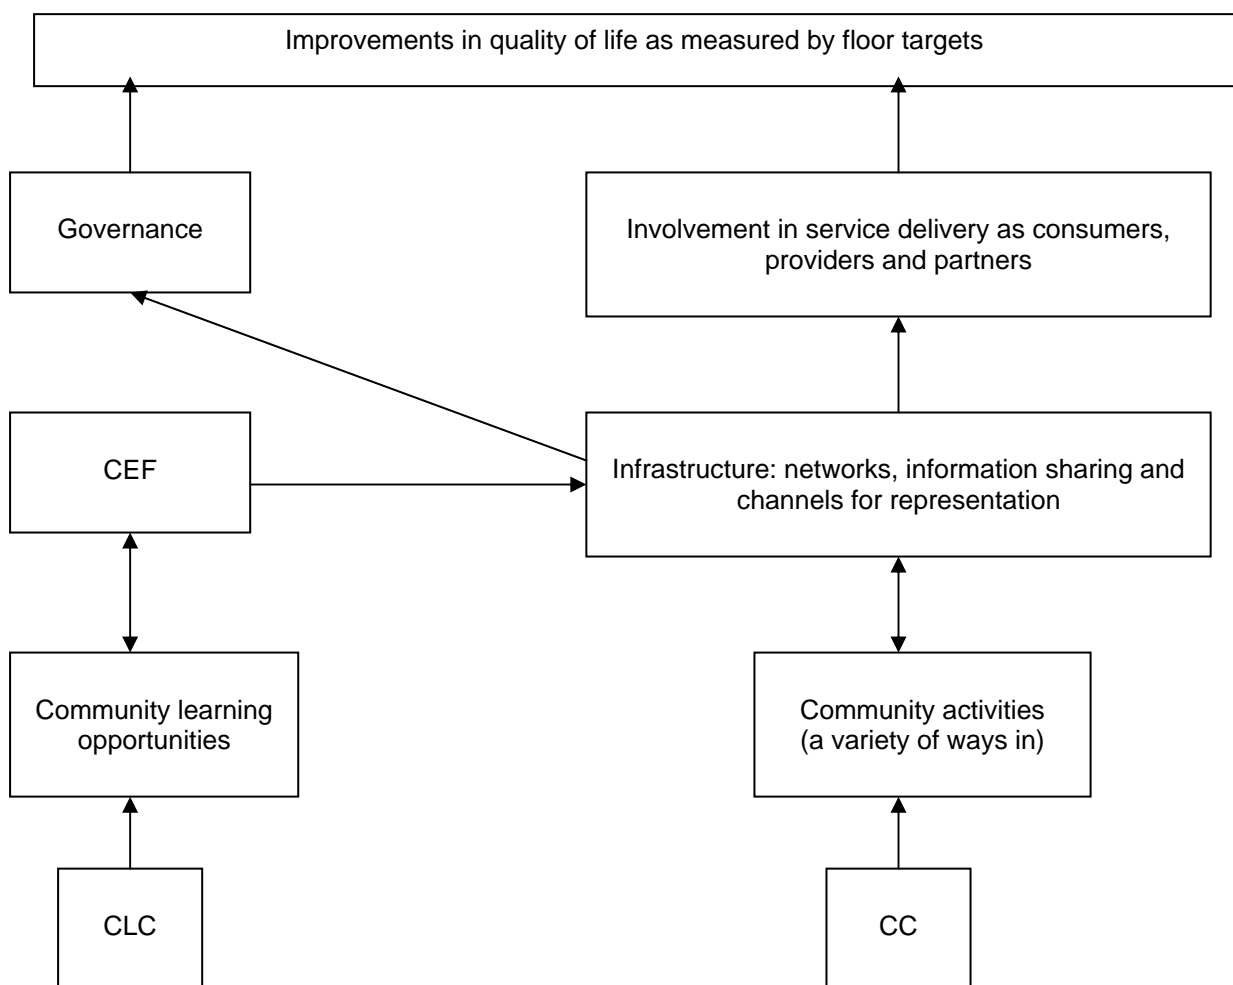 Improvements in quality of life as measured by floor targets
Governance
Involvement in service delivery as consumers,
providers and partners
CEF
Infrastructure: networks, information sharing and
channels for representation
Community learning
opportunities
Community activities
(a variety of ways in)
CLC
CC